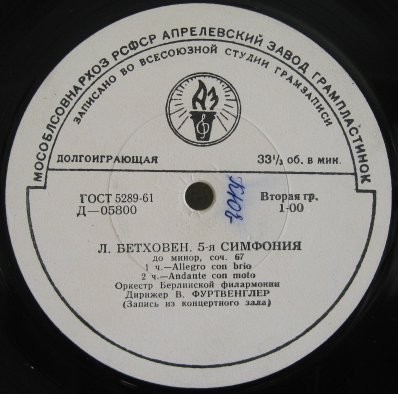 МОСОБЛСОВНАРХОЗ РСФСР АПРЕЛЕВСКИЙ ЗАВОД ГРАМПЛАСТИНОК
ЗАПИСАНО ВО ВСЕСОЮЗНОЙ СТУДИИ ГРАМЗАПИСИ
АЗ
ДОЛГОИГРАЮЩАЯ 33⅓ об. в мин.
ГОСТ 5289-61 Вторая гр.
Д—05800 1-00
Л. БЕТХОВЕН. 5-я СИМФОНИЯ
до минор, соч. 67
1 ч.—Allegro con brio
2 ч.—Andante con moto
Оркестр Берлинской филармонии
Дирижер В. ФУРТВЕНГЛЕР
(Запись из концертного зала)